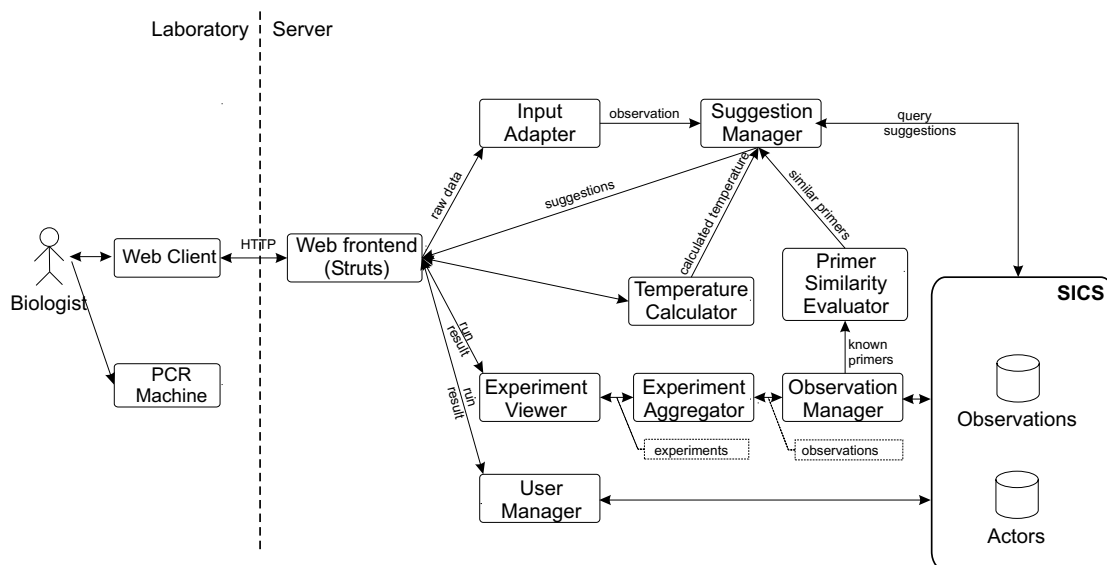 Laboratory
Server
Input
Adapter
observation
Suggestion
Manager
query
suggestions
raw data
suggestions
calculated temperature
similar primers
HTTP
Web Client
Web frontend
(Struts)
Biologist
Temperature
Calculator
Primer
Similarity
Evaluator
SICS
run
result
known
primers
PCR
Machine
run
result
Experiment
Viewer
Experiment
Aggregator
Observation
Manager
Observations
experiments
observations
User
Manager
Actors